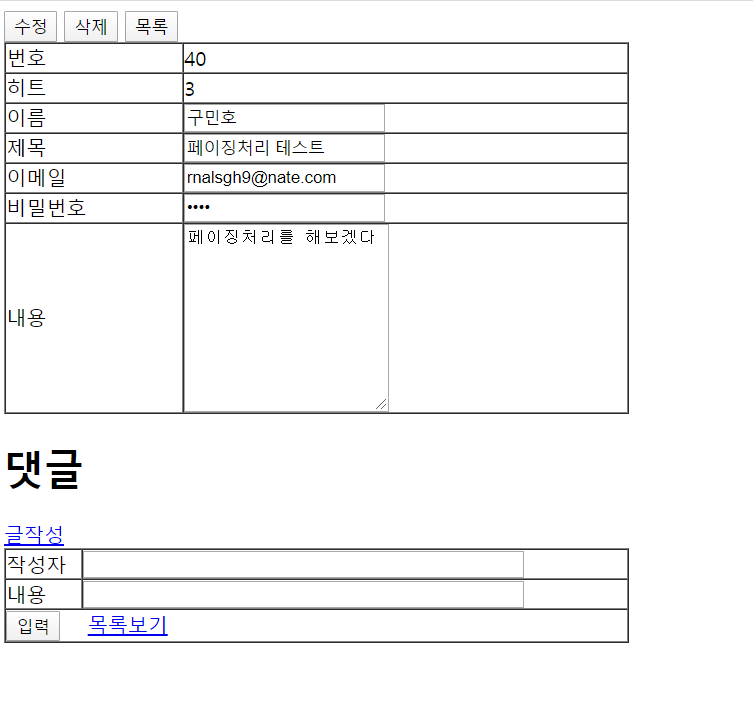 수정 삭제 목록
번호 40
히트 3
이름 구민호
제목 페이징처리 테스트
이메일 rnalsgh9@nate.com
비밀번호 ••••
내용 페이징처리를 해보겠다
댓글
글작성
작성자
내용
입력 목록보기